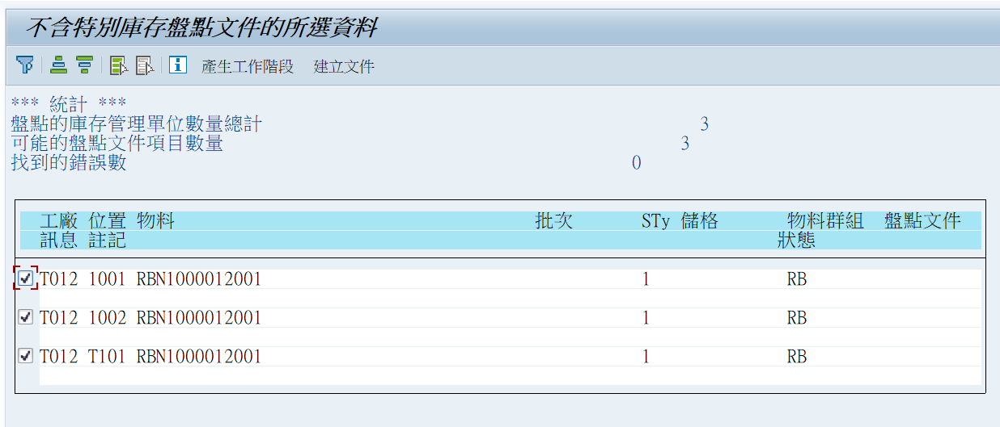 不含特別庫存盤點文件的所選資料
產生工作階段 建立文件
*** 統計 ***
盤點的庫存管理單位數量總計 3
可能的盤點文件項目數量 3
找到的錯誤數 0
工廠 位置 物料 批次 STy 儲格 物料群組 盤點文件
訊息 註記 狀態
T012 1001 RBN1000012001 1 RB
T012 1002 RBN1000012001 1 RB
T012 T101 RBN1000012001 1 RB